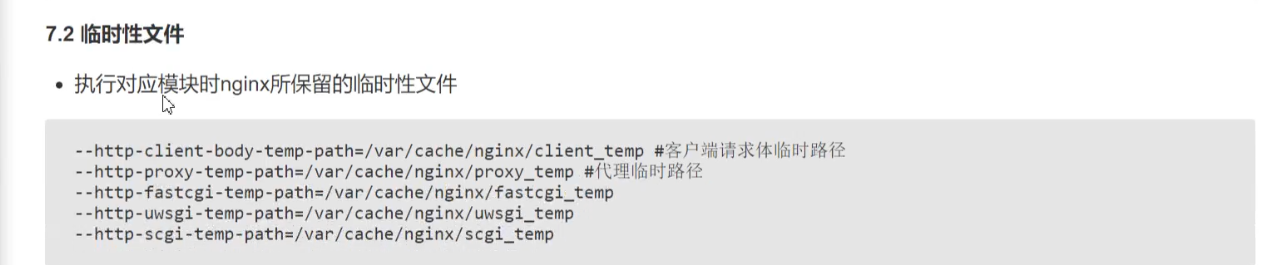 7.2 临时性文件
执行对应模块时nginx所保留的临时性文件
--http-client-body-temp-path=/var/cache/nginx/client_temp #客户端请求体临时路径
--http-proxy-temp-path=/var/cache/nginx/proxy_temp #代理临时路径
--http-fastcgi-temp-path=/var/cache/nginx/fastcgi_temp
--http-uwsgi-temp-path=/var/cache/nginx/uwsgi_temp
--http-scgi-temp-path=/var/cache/nginx/scgi_temp